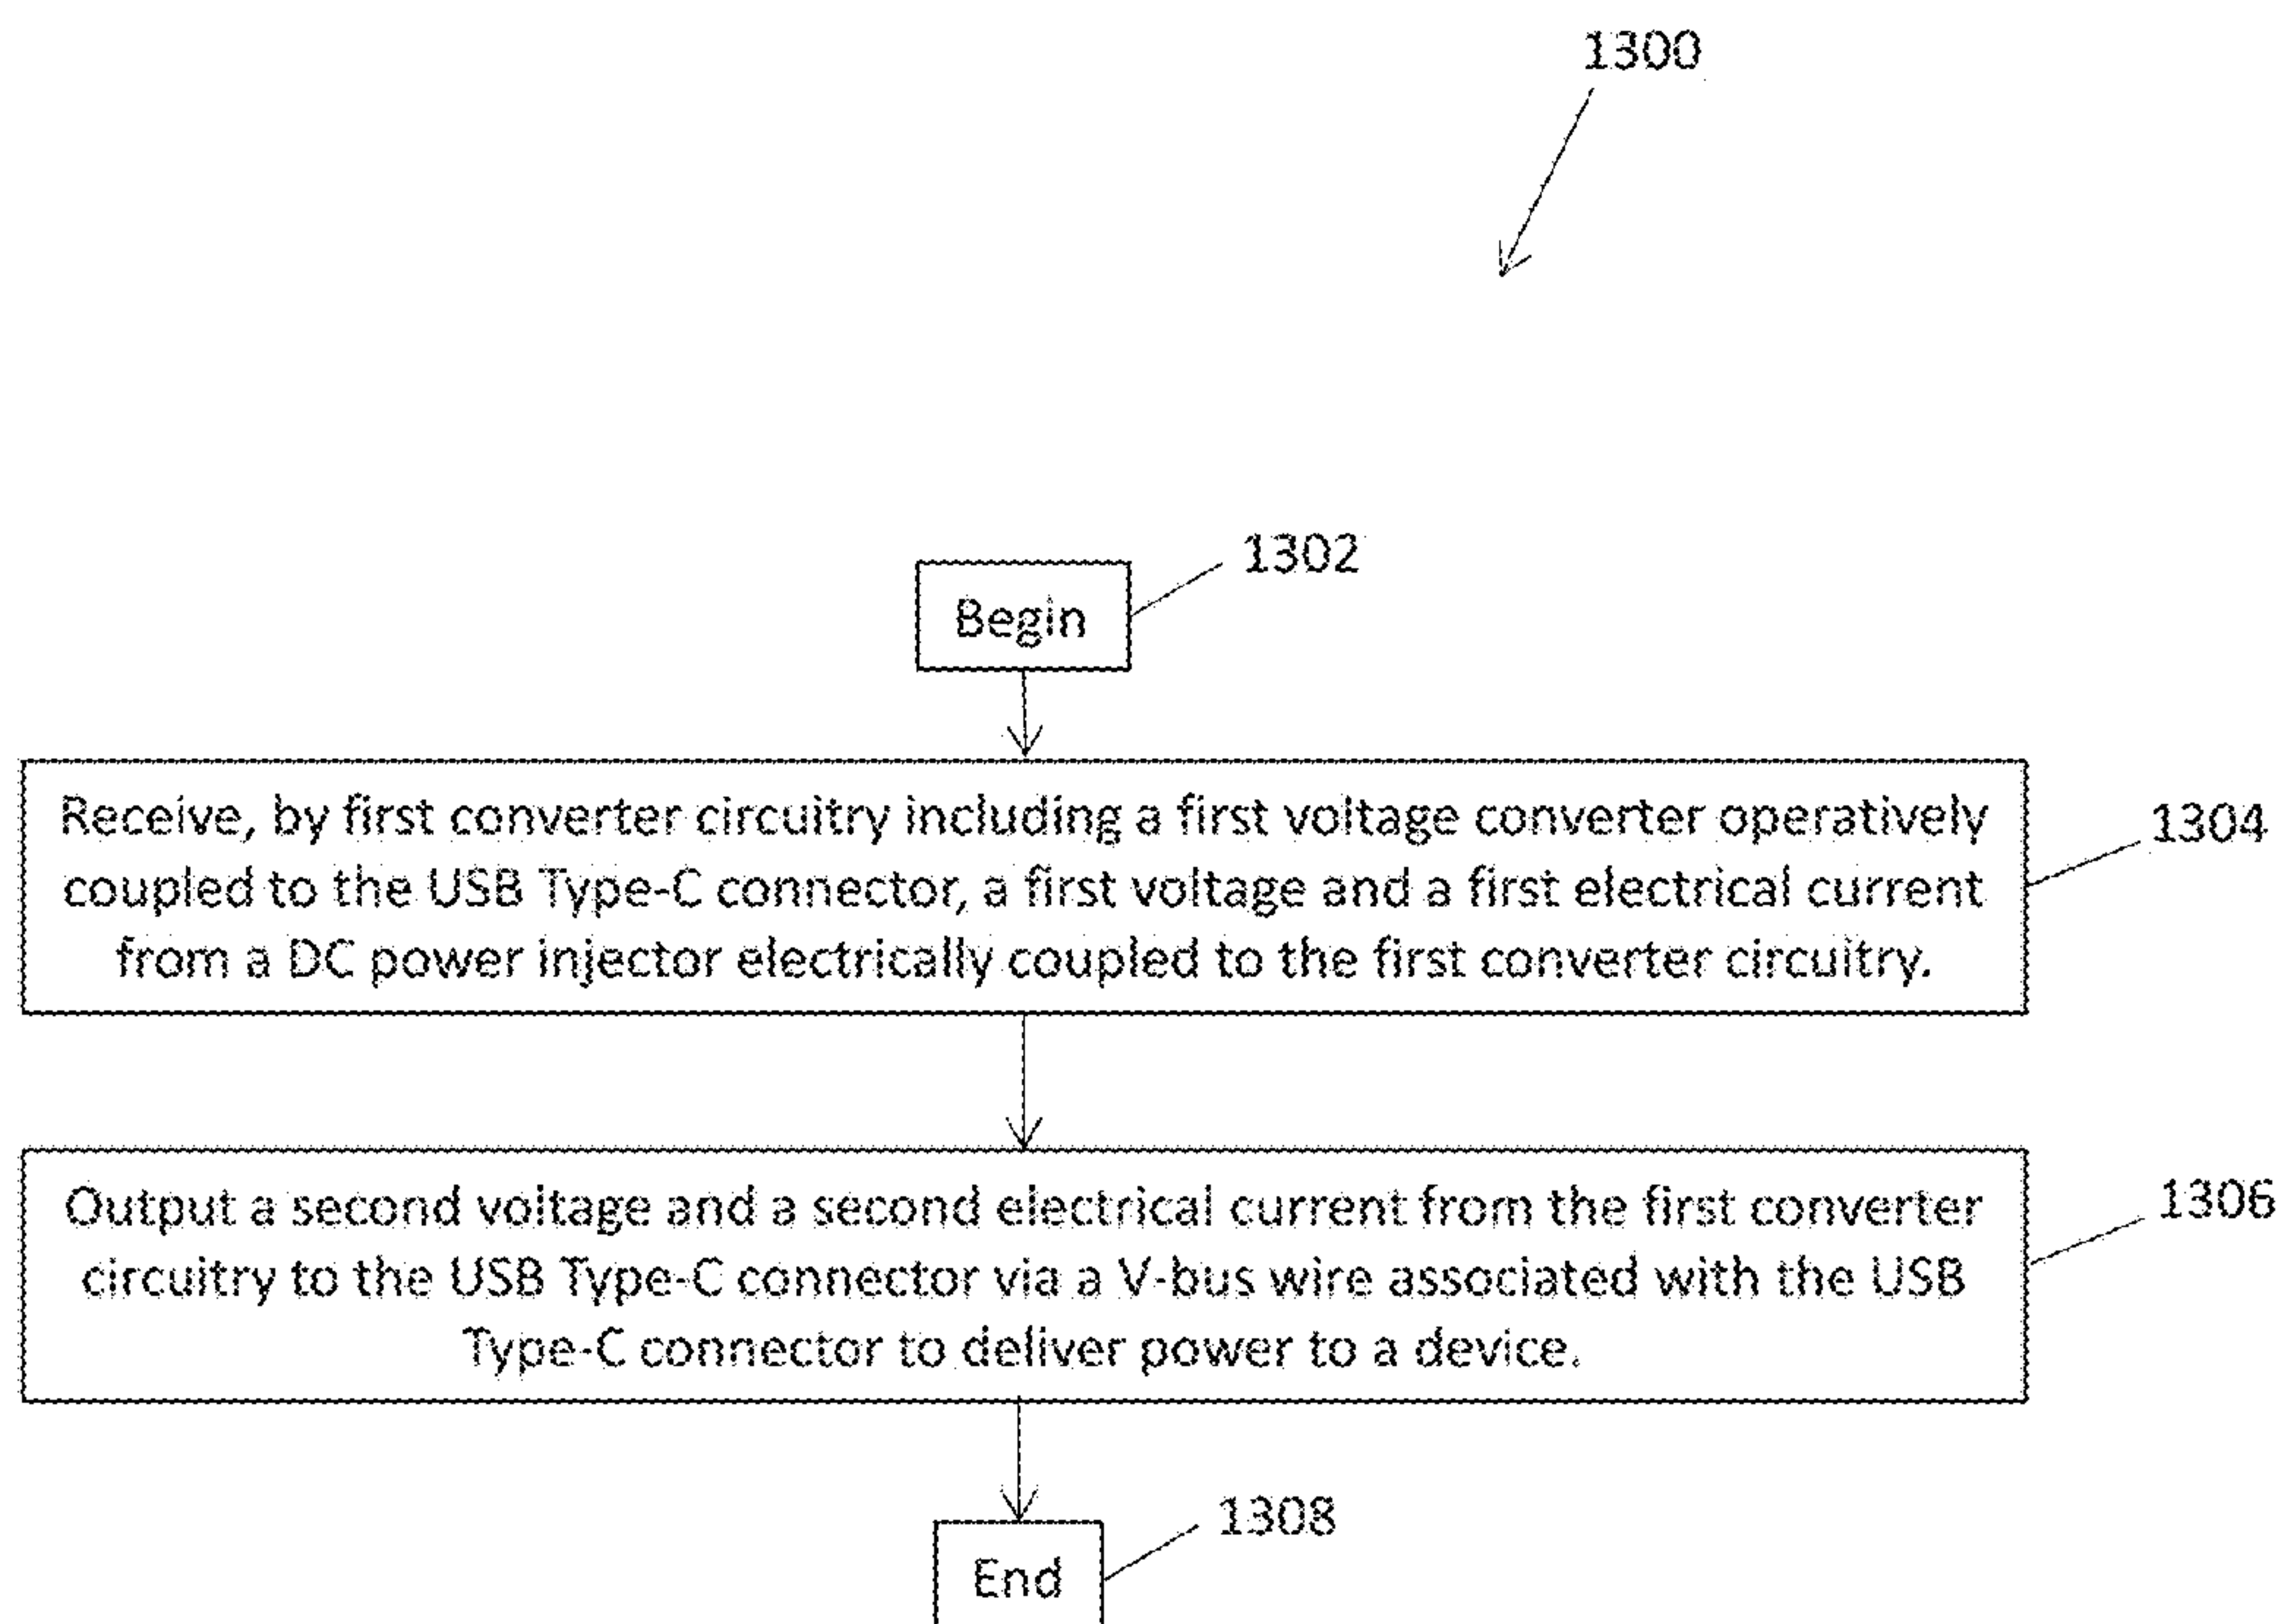 1300
1302
Begin
Receive, by first converter circuitry including a first voltage converter operatively
coupled to the USB Type-C connector, a first voltage and a first electrical current
from a DC power injector electrically coupled to the first converter circuitry.
1304
Output a second voltage and a second electrical current from the first converter
circuitry to the USB Type-C connector via a V-bus wire associated with the USB
Type-C connector to deliver power to a device.
1306
1308
End